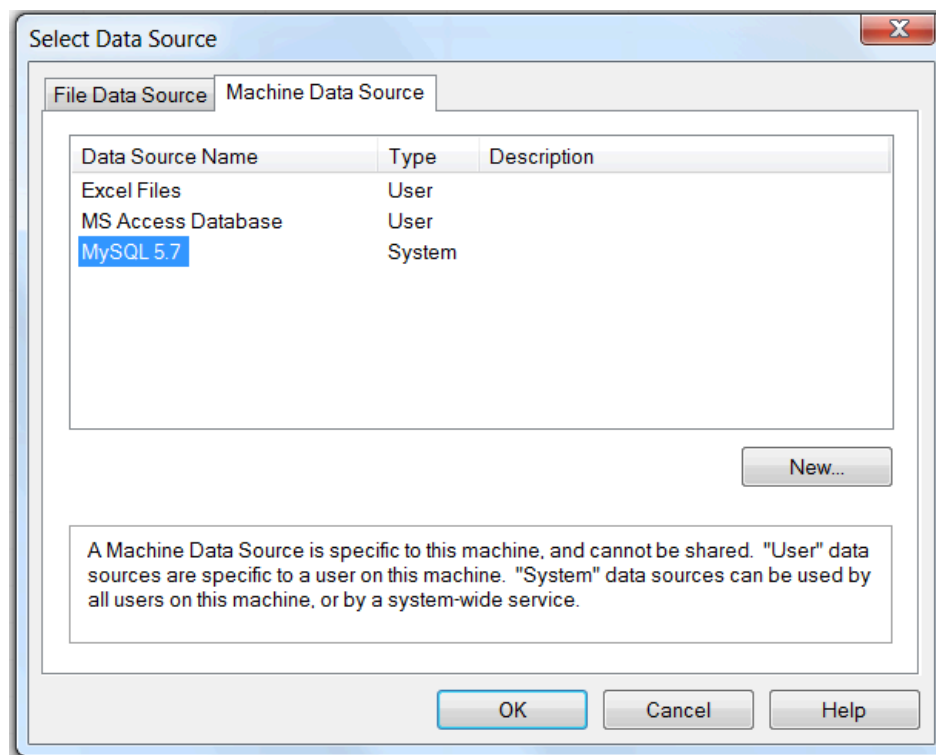 Select Data Source
File Data Source Machine Data Source
Data Source Name Type Description
Excel Files User
MS Access Database User
MySQL 5.7 System
New...
A Machine Data Source is specific to this machine, and cannot be shared. "User" data
sources are specific to a user on this machine. "System" data sources can be used by
all users on this machine, or by a system-wide service.
OK Cancel Help